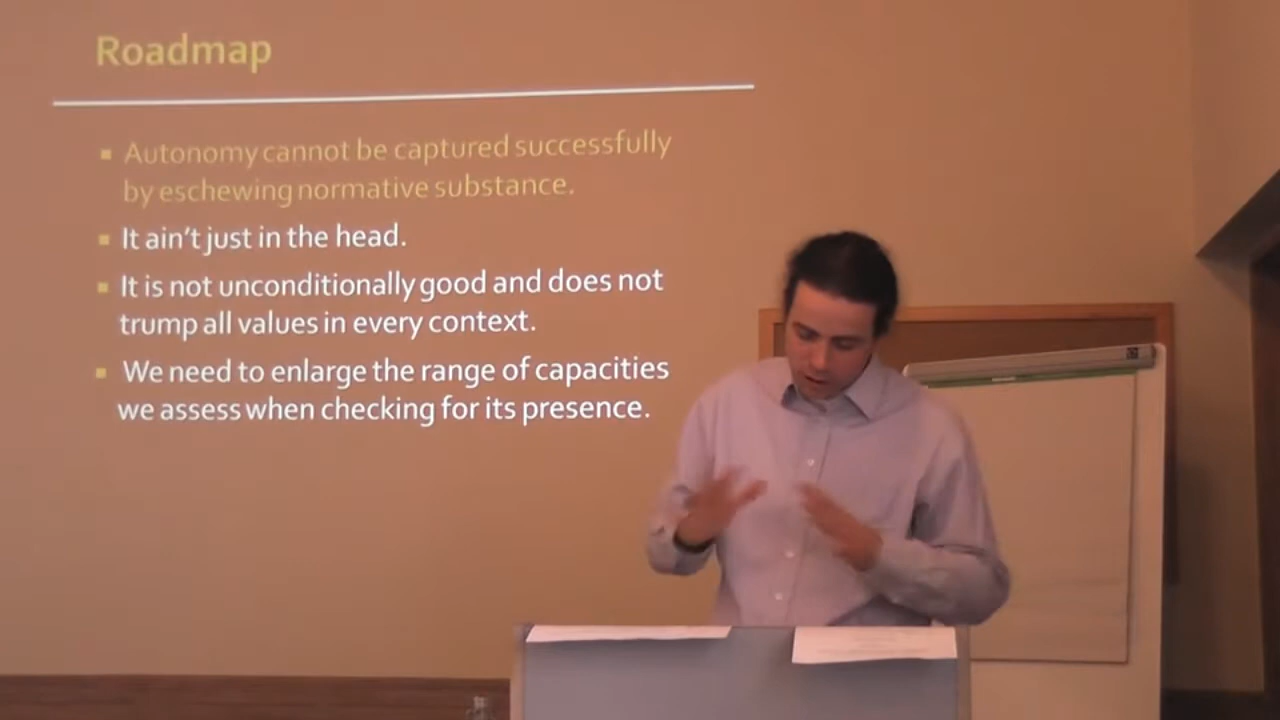 Roadmap
Autonomy cannot be captured successfully
by eschewing normative substance.
It ain't just in the head.
It is not unconditionally good and does not
trump all values in every context.
We need to enlarge the range of capacities
we assess when checking for its presence.